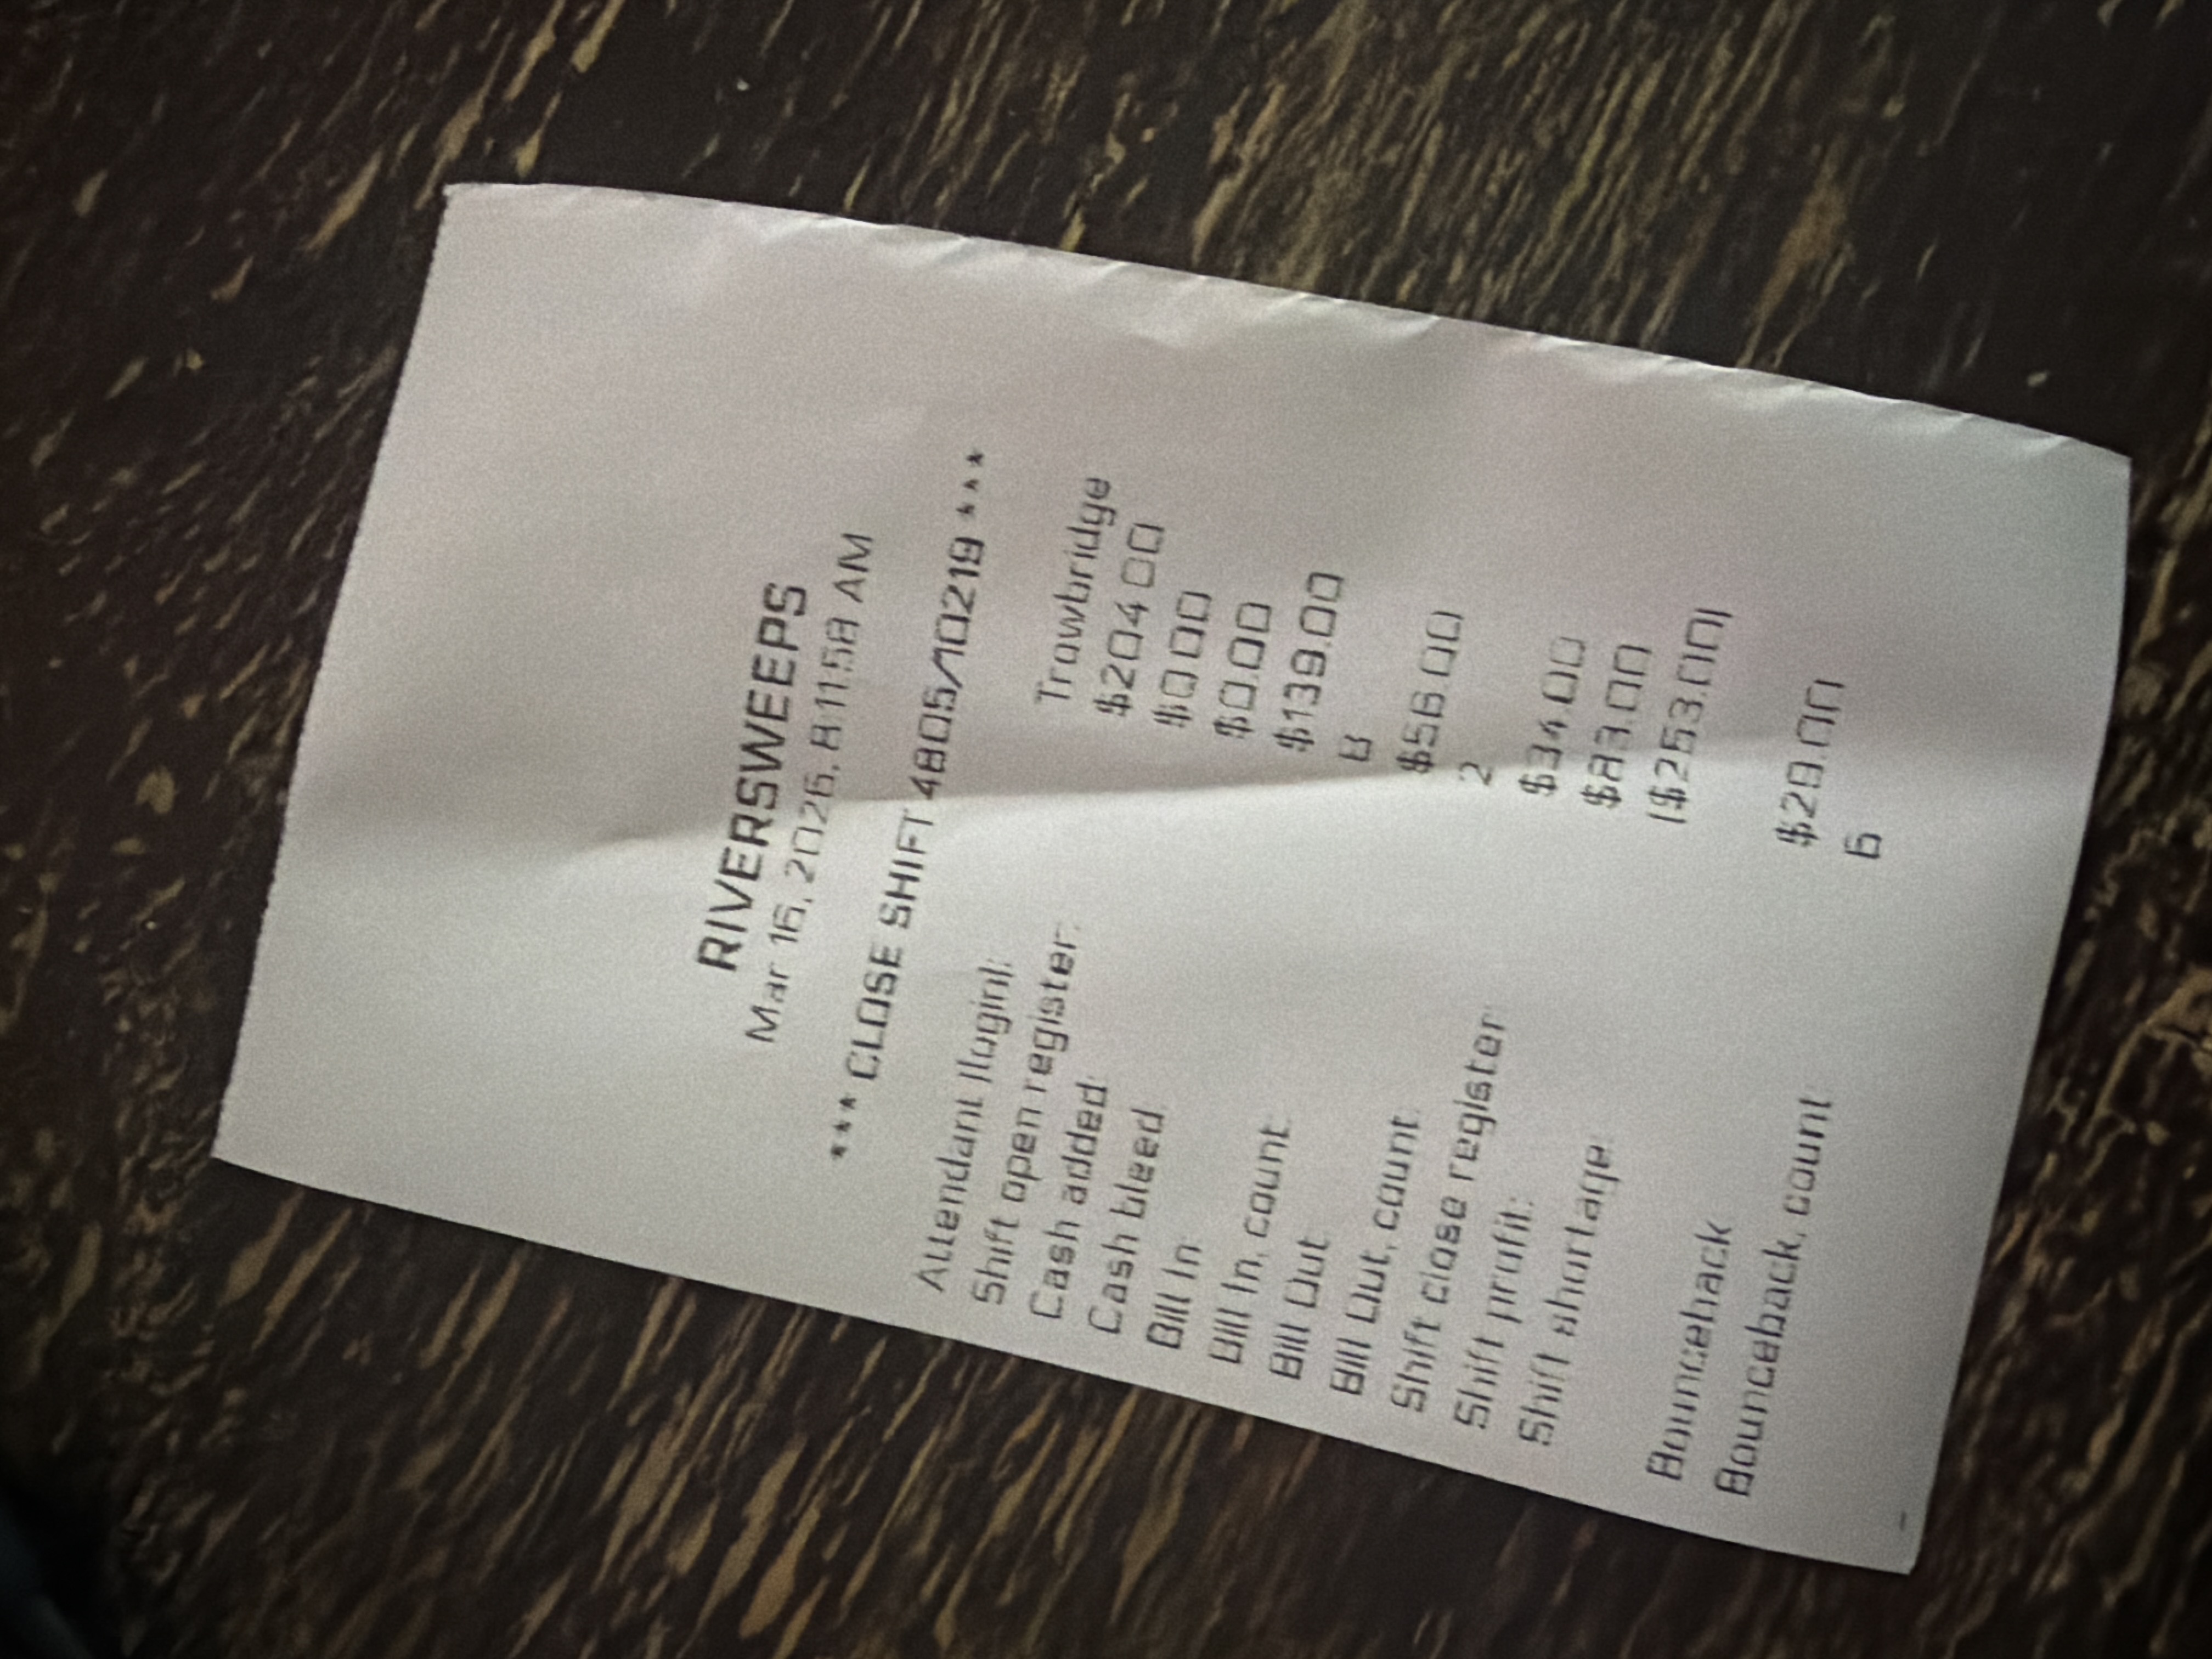 RIVERSWEEPS
Mar 16, 2026, 8:11:58 AM
*** CLOSE SHIFT 4805/10219 ***
Attendant (login): Trowbridge
Shift open register: $204.00
Cash added: $0.00
Cash bleed: $0.00
Bill In: $139.00
Bill In, count: 8
Bill Out: $56.00
Bill Out, count: 2
Shift close register: $34.00
Shift profit: $83.00
Shift shortage: ($253.00)
Bounceback $29.00
Bounceback, count 6